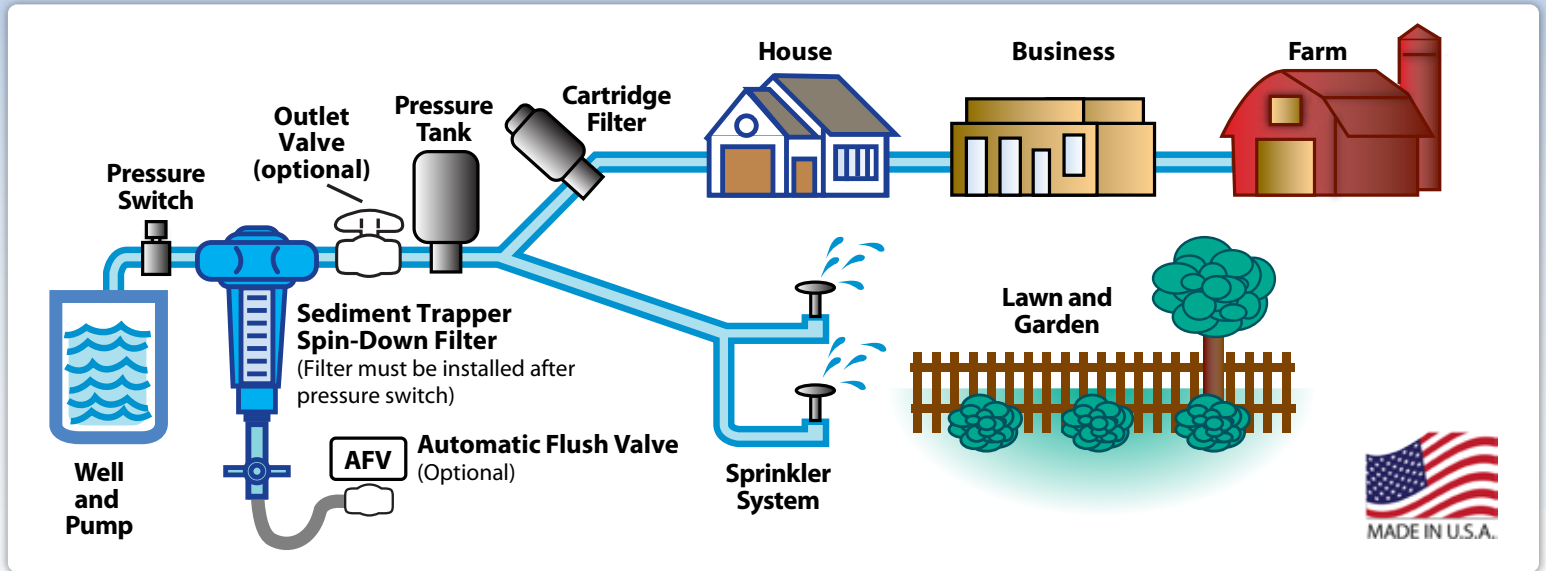 House
Business
Farm
Cartridge
Filter
Pressure
Tank
Outlet
Valve
(optional)
Pressure
Switch
Sediment Trapper
Spin-Down Filter
(Filter must be installed after
pressure switch)
Lawn and
Garden
AFV
Automatic Flush Valve
(Optional)
Well
and
Pump
Sprinkler
System
MADE IN U.S.A.